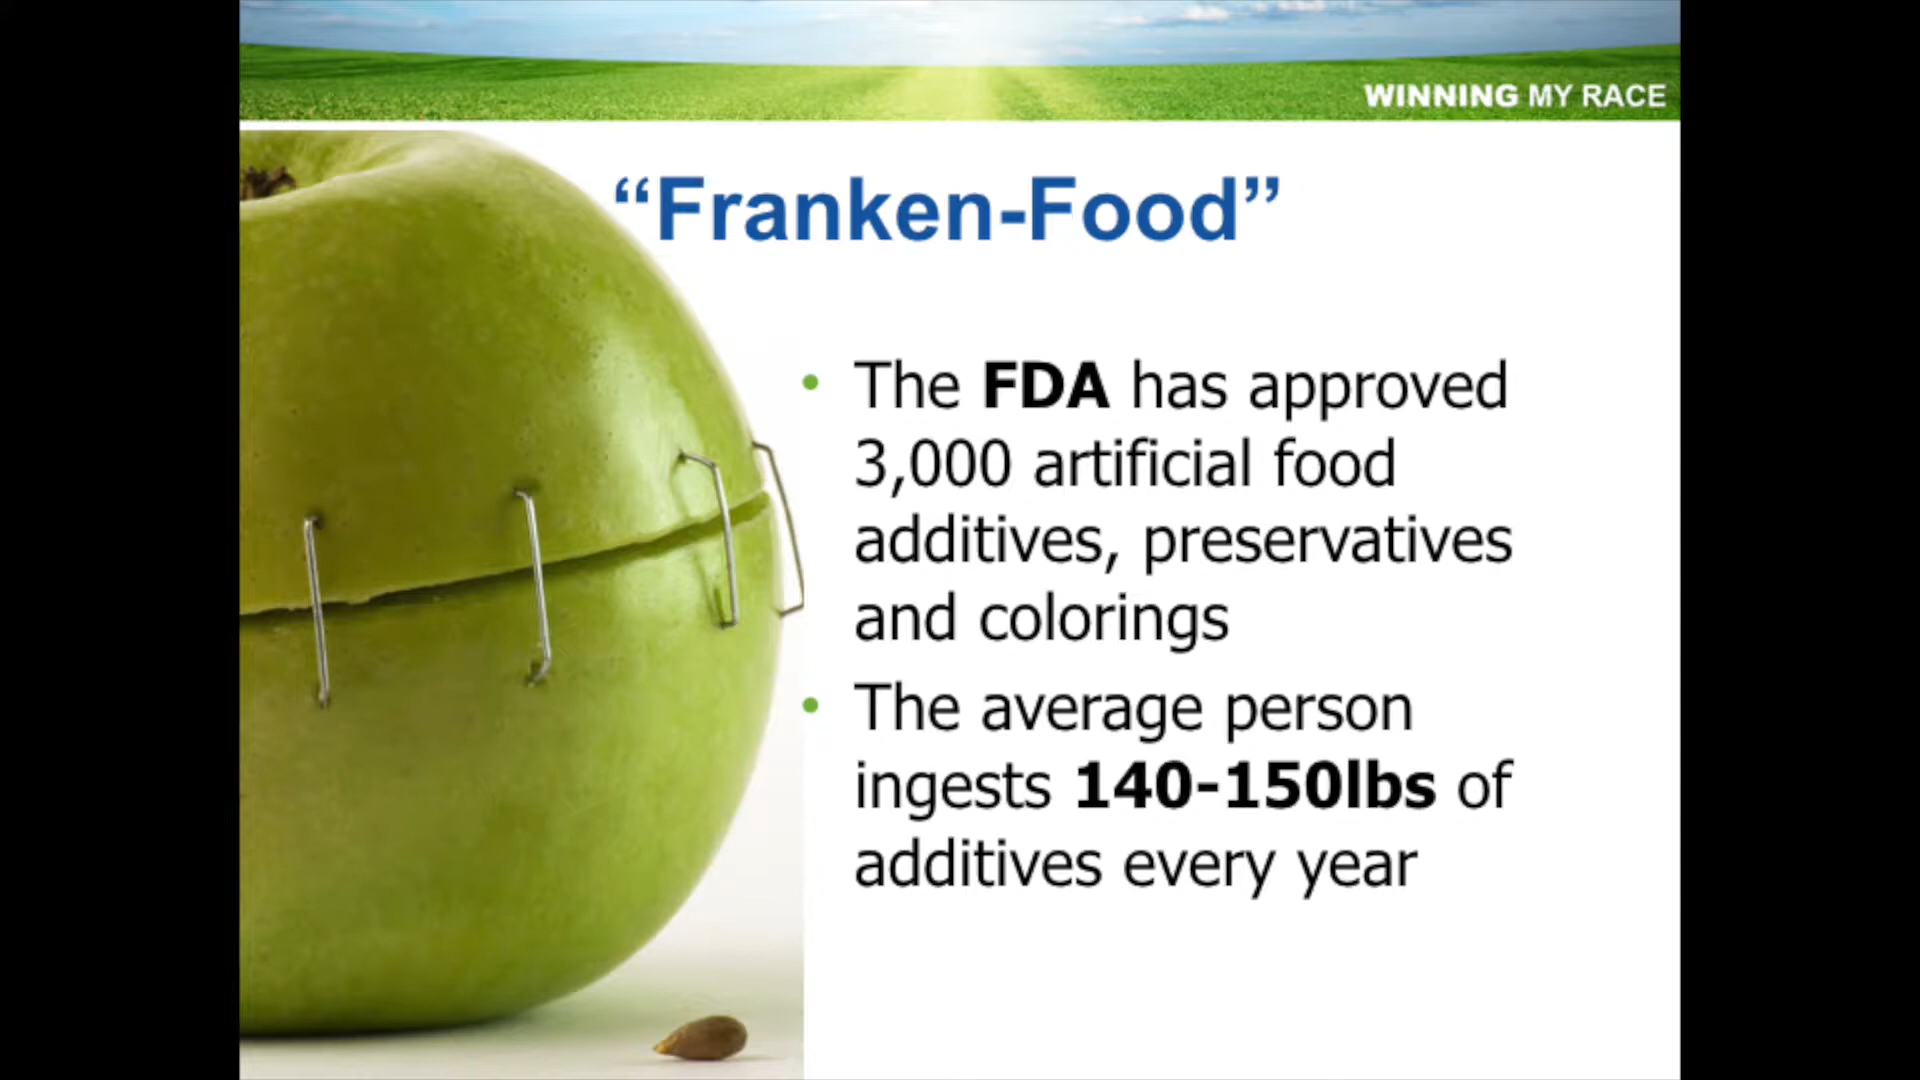 WINNING MY RACE
“Franken-Food”
• The FDA has approved
3,000 artificial food
additives, preservatives
and colorings
• The average person
ingests 140-150lbs of
additives every year